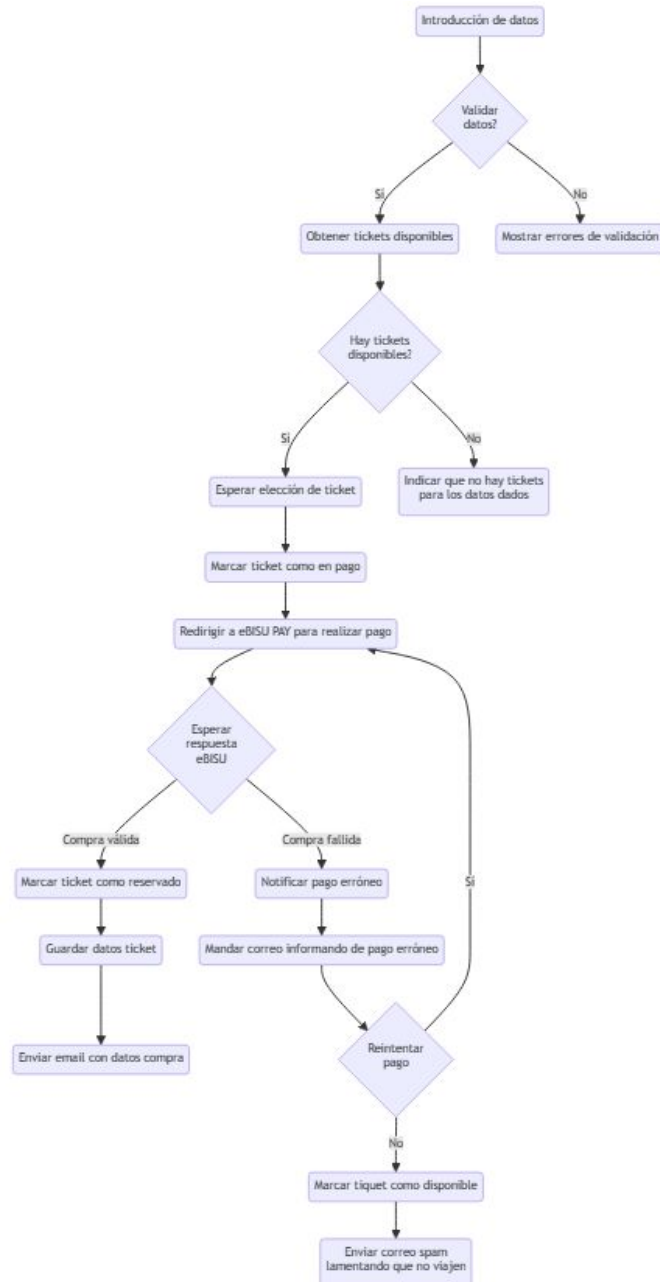 Introducción de datos
Validar
datos?
Sí
No
Obtener tickets disponibles
Mostrar errores de validación
Hay tickets
disponibles?
Sí
No
Esperar elección de ticket
Indicar que no hay tickets
para los datos dados
Marcar ticket como en pago
Redirigir a eBISU PAY para realizar pago
Esperar
respuesta
eBISU
Compra válida
Compra fallida
Marcar ticket como reservado
Notificar pago erróneo
Sí
Guardar datos ticket
Mandar correo informando de pago erróneo
Enviar email con datos compra
Reintentar
pago
No
Marcar tiquet como disponible
Enviar correo spam
lamentando que no viajen